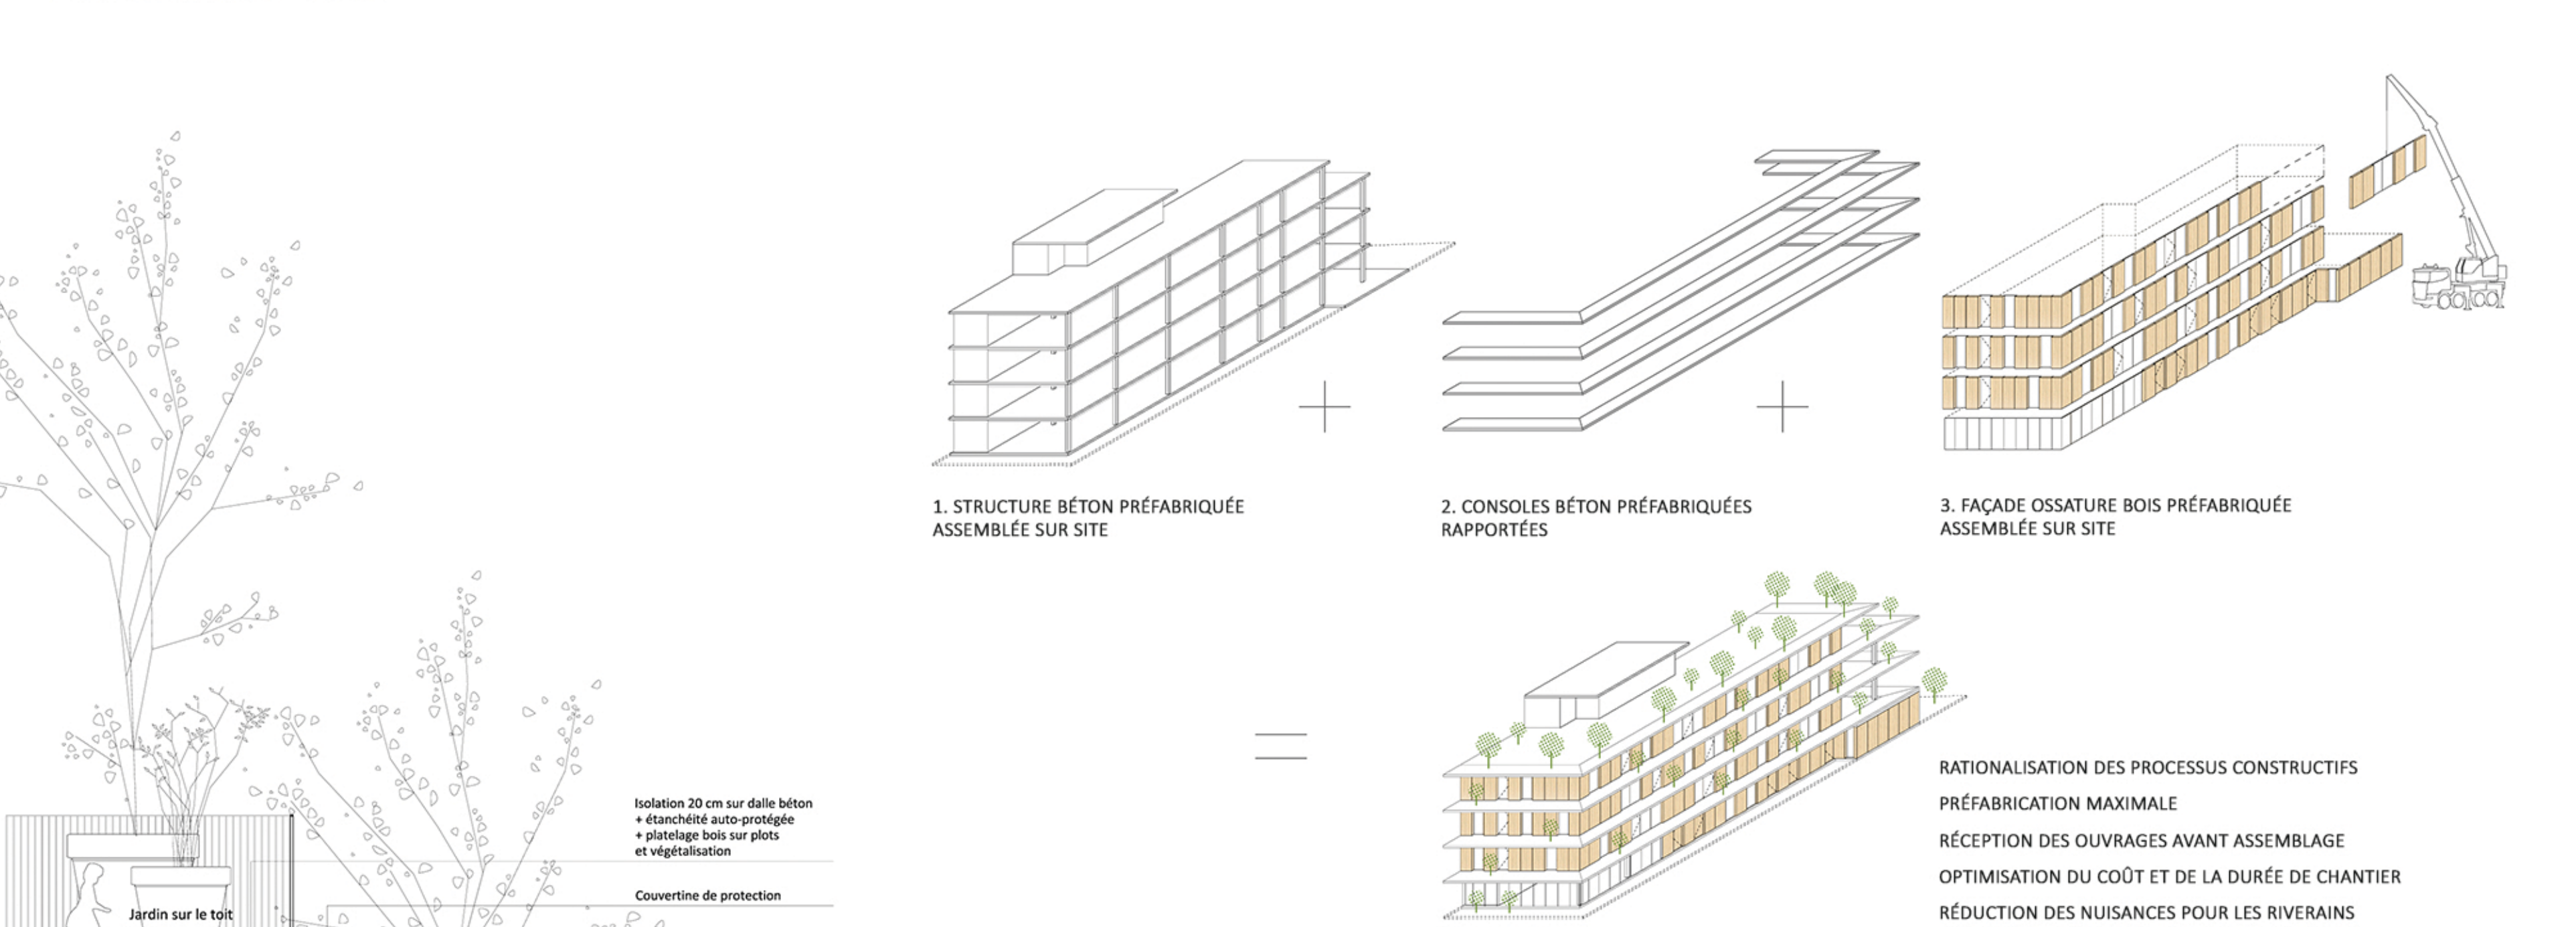 1. STRUCTURE BÉTON PRÉFABRIQUÉE
ASSEMBLÉE SUR SITE
2. CONSOLES BÉTON PRÉFABRIQUÉES
RAPPORTÉES
3. FAÇADE OSSATURE BOIS PRÉFABRIQUÉE
ASSEMBLÉE SUR SITE
Isolation 20 cm sur dalle béton
+ étanchéité auto-protégée
+ platelage bois sur plots
et végétalisation
Couvertine de protection
Jardin sur le toit
RATIONALISATION DES PROCESSUS CONSTRUCTIFS
PRÉFABRICATION MAXIMALE
RÉCEPTION DES OUVRAGES AVANT ASSEMBLAGE
OPTIMISATION DU COÛT ET DE LA DURÉE DE CHANTIER
RÉDUCTION DES NUISANCES POUR LES RIVERAINS